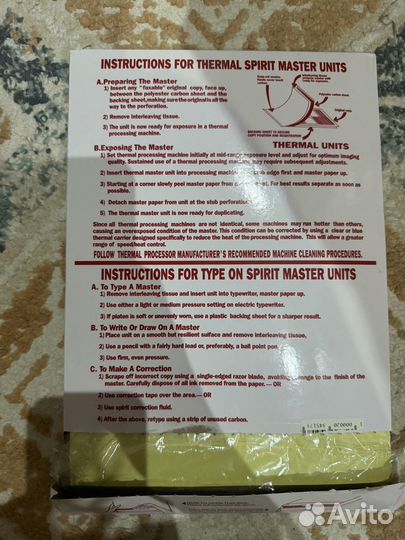 INSTRUCTIONS FOR THERMAL SPIRIT MASTER UNITS
A.Preparing The Master
1) Insert any "faxable" original copy, face up,
between the polyester carbon sheet and the
backing sheet, making sure the original is all the
way to the perforation.
2) Remove interleaving tissue.
3) The unit is now ready for exposure in a thermal
processing machine.
Polyester carbon sheet
BACKING SHEET TO SECURE
COPY POSITION AND REGISTRATION
THERMAL UNITS
B.Exposing The Master
1) Set thermal processing machine initially at mid-range exposure level and adjust for optimum imaging
quality. Sustained use of a thermal processing machine may require subsequent adjustments.
2) Insert thermal master unit into processing machine, stub edge first and master paper up.
3) Starting at a corner slowly peel master paper from carbon sheet. For best results separate as soon as
possible.
4) Detach master paper from unit at the stub perforation.
5) The thermal master unit is now ready for duplicating.
Since all thermal processing machines are not identical, some machines may run hotter than others,
causing an overexposed condition of the master. This condition can be corrected by using a clear or blue
thermal carrier designed specifically to reduce the heat of the processing machine. This will allow a greater
range of speed/heat control.
FOLLOW THERMAL PROCESSOR MANUFACTURER'S RECOMMENDED MACHINE CLEANING PROCEDURES.
INSTRUCTIONS FOR TYPE ON SPIRIT MASTER UNITS
A. To Type A Master
1) Remove interleaving tissue and insert unit into typewriter, master paper up.
2) Use either a light or medium pressure setting on electric typewriter.
3) If platen is soft or unevenly worn, use a plastic backing sheet for a sharper result.
B. To Write or Draw On A Master
1) Place unit on a smooth but resilient surface and remove interleaving tissue,
2) Use a pencil with a fairly hard lead or, preferably, a ball point pen.
3) Use firm, even pressure.
C. To Make A Correction
1) Scrape off incorrect copy using a single-edged razor blade, avoiding damage to the finish of the
master. Carefully dispose of all ink removed from the paper. — OR
2) Use correction tape over the area.— OR
3) Use spirit correction fluid.
4) After the above, retype using a strip of unused carbon.
Avito